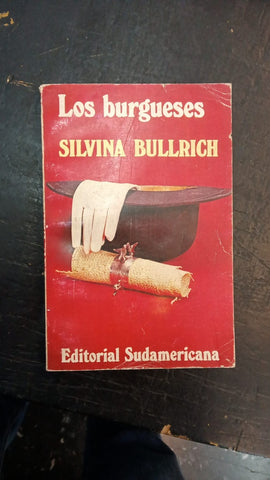 Los burgueses
SILVINA BULLRICH
Editorial Sudamericana